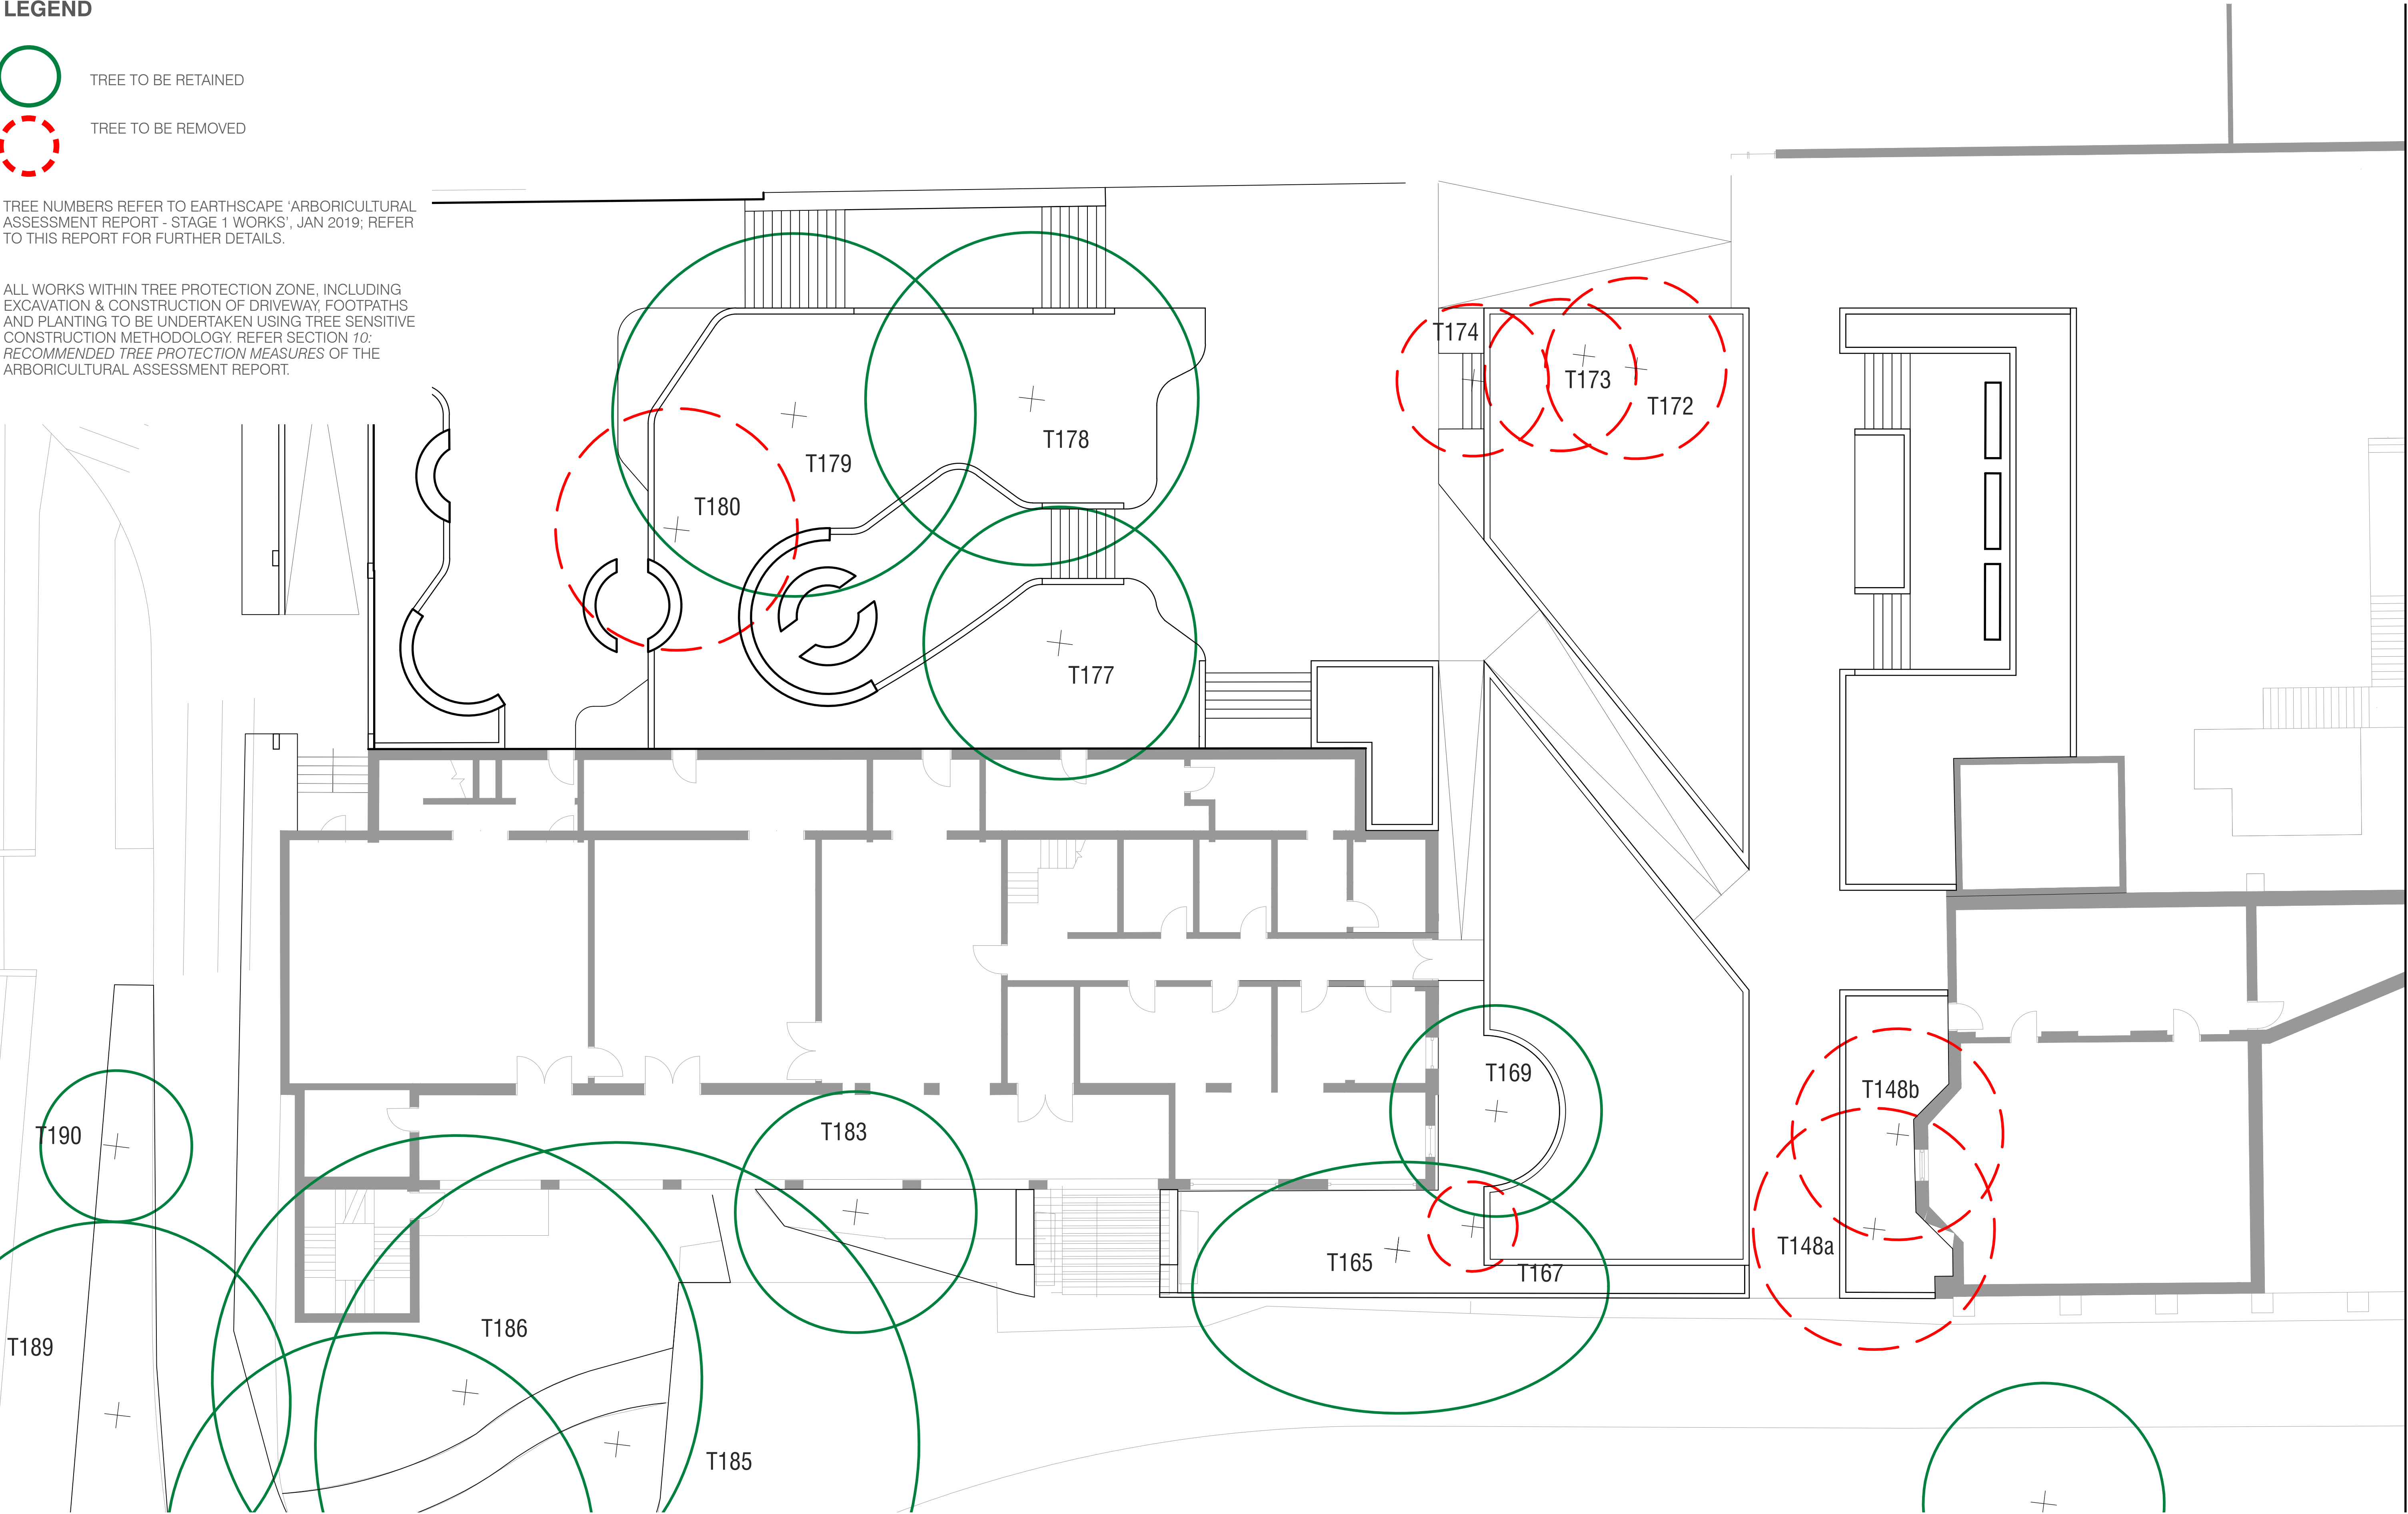 LEGEND
TREE TO BE RETAINED
TREE TO BE REMOVED
TREE NUMBERS REFER TO EARTHSCAPE ‘ARBORICULTURAL
ASSESSMENT REPORT - STAGE 1 WORKS’, JAN 2019; REFER
TO THIS REPORT FOR FURTHER DETAILS.
ALL WORKS WITHIN TREE PROTECTION ZONE, INCLUDING
EXCAVATION & CONSTRUCTION OF DRIVEWAY, FOOTPATHS
AND PLANTING TO BE UNDERTAKEN USING TREE SENSITIVE
CONSTRUCTION METHODOLOGY. REFER SECTION 10:
RECOMMENDED TREE PROTECTION MEASURES OF THE
ARBORICULTURAL ASSESSMENT REPORT.
T174
T173
T172
T178
T179
T180
T177
T169
T148b
T183
T190
T148a
T165
T167
T186
T189
T185